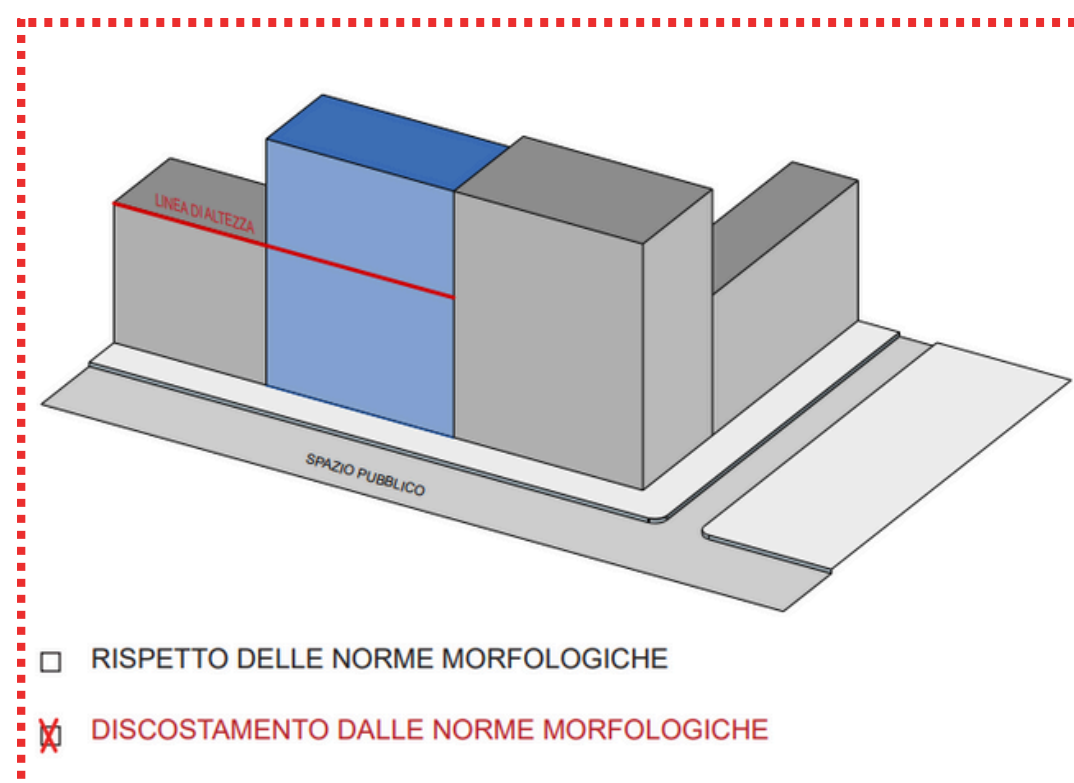 LINEA DI ALTEZZA
SPAZIO PUBBLICO
RISPETTO DELLE NORME MORFOLOGICHE
DISCOSTAMENTO DALLE NORME MORFOLOGICHE